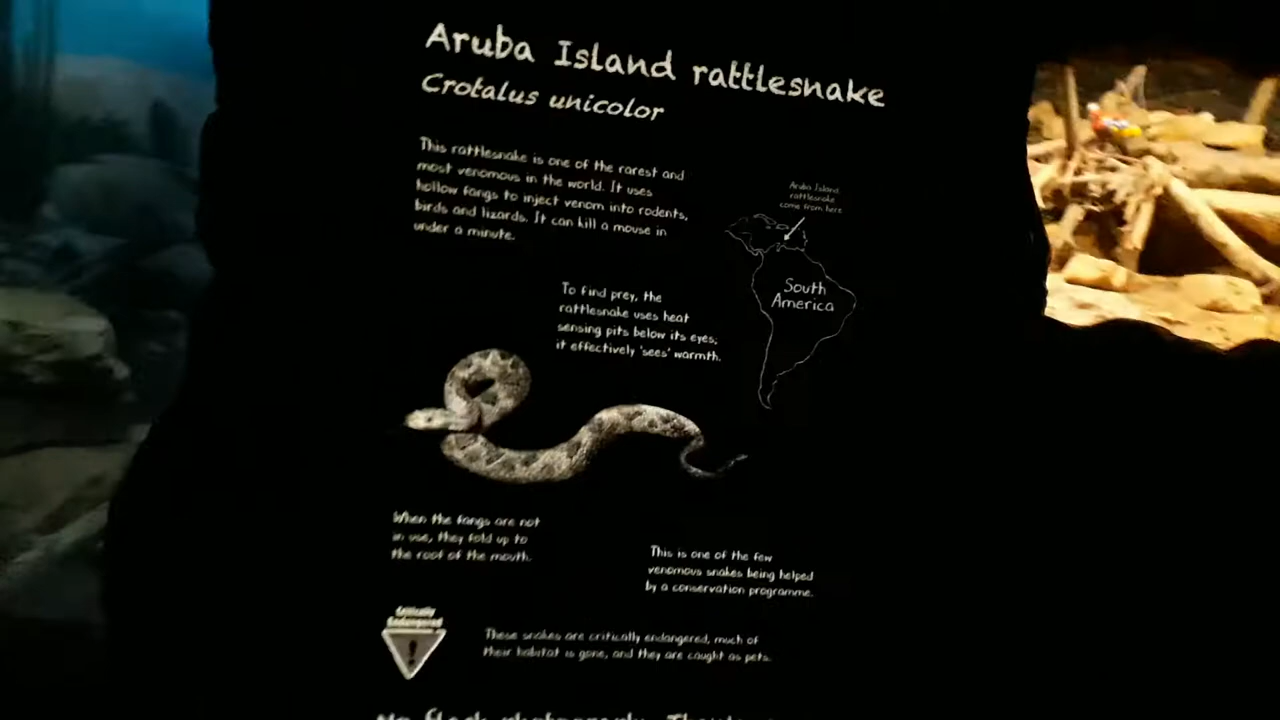 Aruba Island rattlesnake
Crotalus unicolor
This rattlesnake is one of the rarest and
most venomous in the world. It uses
hollow fangs to inject venom into rodents,
birds and lizards. It can kill a mouse in
under a minute.
Aruba Island
rattlesnake
come from here
South
America
To find prey, the
rattlesnake uses heat
sensing pits below its eyes;
it effectively 'sees' warmth.
When the fangs are not
in use, they fold up to
the roof of the mouth.
This is one of the few
venomous snakes being helped
by a conservation programme.
Critically
Endangered
!
These snakes are critically endangered, much of
their habitat is gone, and they are caught as pets.
No flash photography.